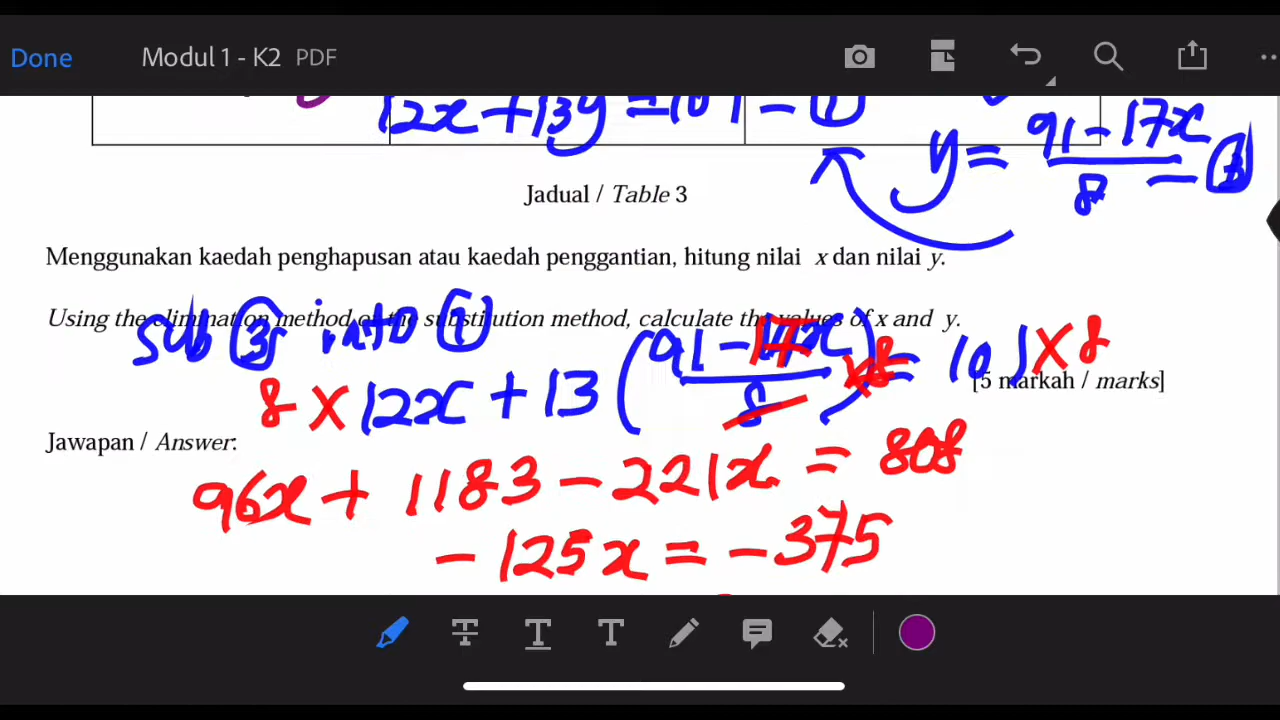 Done Modul 1 - K2 PDF
12x + 13y = 101 - ①
y = 91 - 17x / 8 - ③
Jadual / Table 3
Menggunakan kaedah penghapusan atau kaedah penggantian, hitung nilai x dan nilai y.
Using the elimination method or the substitution method, calculate the values of x and y.
Sub ③ into ①
8 × 12x + 13 ( 91 - 17x / 8 ) ×8 = 101 × 8
[5 markah / marks]
Jawapan / Answer:
96x + 1183 - 221x = 808
- 125x = - 375